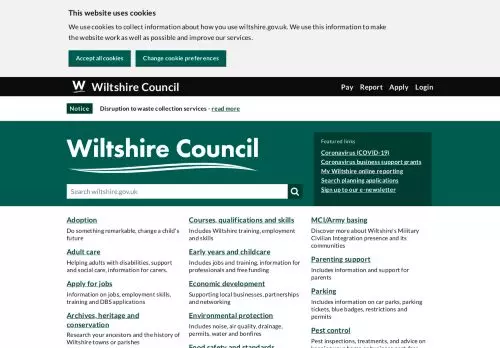 This website uses cookies
We use cookies to collect information about how you use wiltshire.gov.uk. We use this information to make
the website work as well as possible and improve our services.
Accept all cookies
Change cookie preferences
Wiltshire Council
Pay Report Apply Login
Notice Disruption to waste collection services - read more
Wiltshire Council
Search wiltshire.gov.uk
Featured links
Coronavirus (COVID-19)
Coronavirus business support grants
My Wiltshire online reporting
Search planning applications
Sign up to our e-newsletter
Adoption
Do something remarkable, change a child's
future
Adult care
Helping adults with disabilities, support
and social care, information for carers.
Apply for jobs
Information on jobs, employment skills,
training and DBS applications
Archives, heritage and
conservation
Research your ancestors and the history of
Wiltshire towns or parishes
Courses, qualifications and skills
Includes Wiltshire training, employment
and skills
Early years and childcare
Includes jobs and training, information for
professionals and free funding
Economic development
Supporting local businesses, partnerships
and networking
Environmental protection
Includes noise, air quality, drainage,
permits, water and bonfires
Food safety and standards
MCI/Army basing
Discover more about Wiltshire's Military
Civilian Integration presence and its
communities
Parenting support
Includes information and support for
parents
Parking
Includes information on car parks, parking
tickets, blue badges, restrictions and
permits
Pest control
Pest inspections, treatments, and advice on